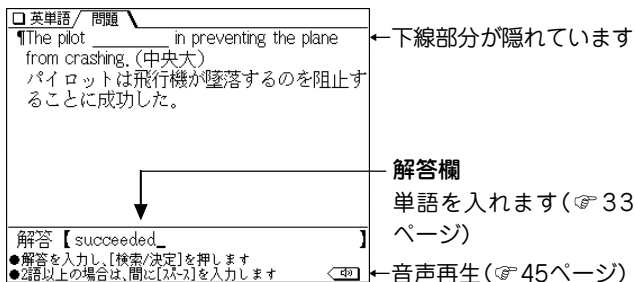 英単語 問題
¶The pilot ________ in preventing the plane
from crashing. (中央大)
パイロットは飛行機が墜落するのを阻止す
ることに成功した。
下線部分が隠れています
解答欄
単語を入れます(☞33
ページ)
解答【succeeded_ 】
●解答を入力し、[検索/決定]を押します
●2語以上の場合は、間に[スペース]を入力します
音声再生(☞45ページ)